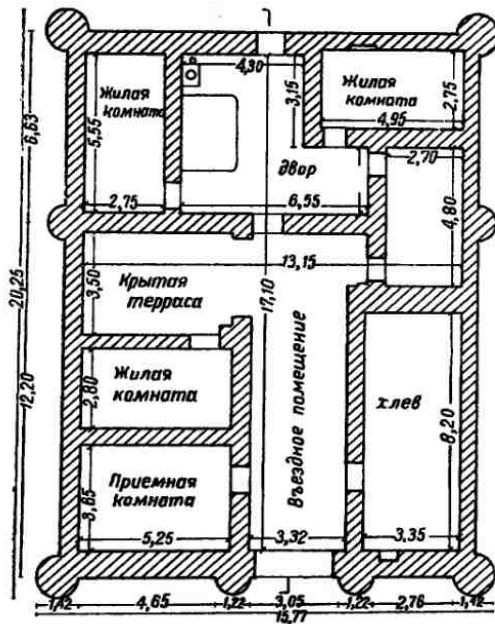 4,30
Жилая
комната
Жилая
комната
3,15
2,75
4,95
5,55
6,63
двор
2,70
2,75
6,55
4,80
13,15
3,50
Крытая
терраса
17,10
20,25
12,20
Жилая
комната
2,80
Въездное помещение
хлев
8,20
Приемная
комната
3,65
5,25
3,32
3,35
1,42
4,65
1,22
3,05
1,22
2,76
1,42
15,77